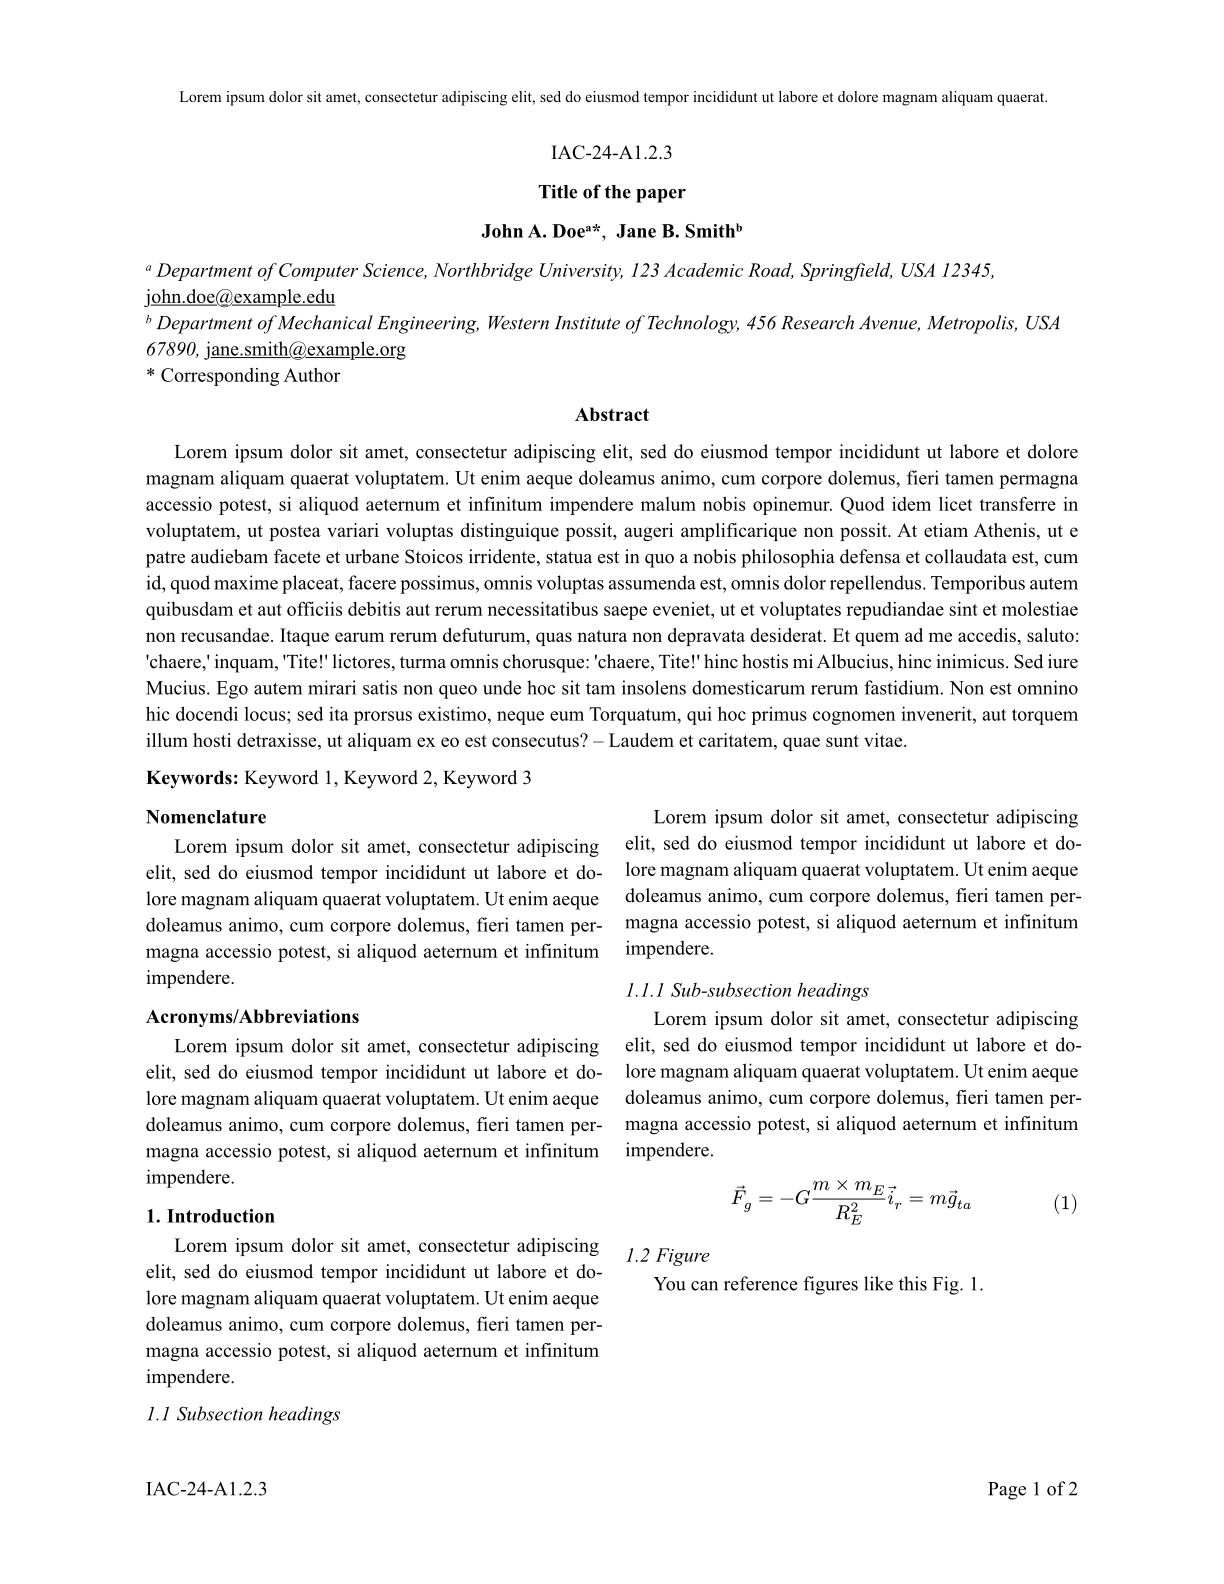 Lorem ipsum dolor sit amet, consectetur adipiscing elit, sed do eiusmod tempor incididunt ut labore et dolore magnam aliquam quaerat.
IAC-24-A1.2.3
Title of the paper
John A. Doeᵃ*, Jane B. Smithᵇ
ᵃ Department of Computer Science, Northbridge University, 123 Academic Road, Springfield, USA 12345,
john.doe@example.edu
ᵇ Department of Mechanical Engineering, Western Institute of Technology, 456 Research Avenue, Metropolis, USA
67890, jane.smith@example.org
* Corresponding Author
Abstract
Lorem ipsum dolor sit amet, consectetur adipiscing elit, sed do eiusmod tempor incididunt ut labore et dolore
magnam aliquam quaerat voluptatem. Ut enim aeque doleamus animo, cum corpore dolemus, fieri tamen permagna
accessio potest, si aliquod aeternum et infinitum impendere malum nobis opinemur. Quod idem licet transferre in
voluptatem, ut postea variari voluptas distinguique possit, augeri amplificarique non possit. At etiam Athenis, ut e
patre audiebam facete et urbane Stoicos irridente, statua est in quo a nobis philosophia defensa et collaudata est, cum
id, quod maxime placeat, facere possimus, omnis voluptas assumenda est, omnis dolor repellendus. Temporibus autem
quibusdam et aut officiis debitis aut rerum necessitatibus saepe eveniet, ut et voluptates repudiandae sint et molestiae
non recusandae. Itaque earum rerum defuturum, quas natura non depravata desiderat. Et quem ad me accedis, saluto:
'chaere,' inquam, 'Tite!' lictores, turma omnis chorusque: 'chaere, Tite!' hinc hostis mi Albucius, hinc inimicus. Sed iure
Mucius. Ego autem mirari satis non queo unde hoc sit tam insolens domesticarum rerum fastidium. Non est omnino
hic docendi locus; sed ita prorsus existimo, neque eum Torquatum, qui hoc primus cognomen invenerit, aut torquem
illum hosti detraxisse, ut aliquam ex eo est consecutus? – Laudem et caritatem, quae sunt vitae.
Keywords: Keyword 1, Keyword 2, Keyword 3
Nomenclature
Lorem ipsum dolor sit amet, consectetur adipiscing
elit, sed do eiusmod tempor incididunt ut labore et do-
lore magnam aliquam quaerat voluptatem. Ut enim aeque
doleamus animo, cum corpore dolemus, fieri tamen per-
magna accessio potest, si aliquod aeternum et infinitum
impendere.
Acronyms/Abbreviations
Lorem ipsum dolor sit amet, consectetur adipiscing
elit, sed do eiusmod tempor incididunt ut labore et do-
lore magnam aliquam quaerat voluptatem. Ut enim aeque
doleamus animo, cum corpore dolemus, fieri tamen per-
magna accessio potest, si aliquod aeternum et infinitum
impendere.
1. Introduction
Lorem ipsum dolor sit amet, consectetur adipiscing
elit, sed do eiusmod tempor incididunt ut labore et do-
lore magnam aliquam quaerat voluptatem. Ut enim aeque
doleamus animo, cum corpore dolemus, fieri tamen per-
magna accessio potest, si aliquod aeternum et infinitum
impendere.
1.1 Subsection headings
Lorem ipsum dolor sit amet, consectetur adipiscing
elit, sed do eiusmod tempor incididunt ut labore et do-
lore magnam aliquam quaerat voluptatem. Ut enim aeque
doleamus animo, cum corpore dolemus, fieri tamen per-
magna accessio potest, si aliquod aeternum et infinitum
impendere.
1.1.1 Sub-subsection headings
Lorem ipsum dolor sit amet, consectetur adipiscing
elit, sed do eiusmod tempor incididunt ut labore et do-
lore magnam aliquam quaerat voluptatem. Ut enim aeque
doleamus animo, cum corpore dolemus, fieri tamen per-
magna accessio potest, si aliquod aeternum et infinitum
impendere.
$\vec{F}_g = -G\frac{m \times m_E}{R_E^2}\vec{i}_r = m\vec{g}_{ta}$ (1)
1.2 Figure
You can reference figures like this Fig. 1.
IAC-24-A1.2.3 Page 1 of 2